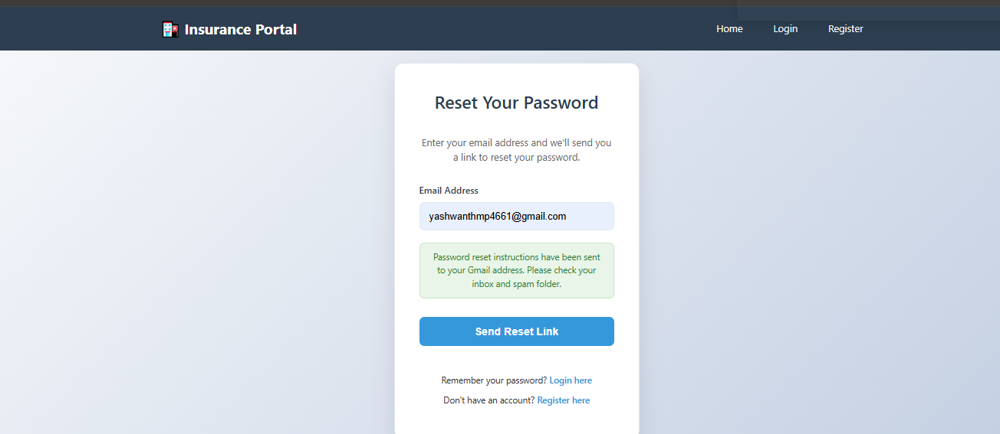 Insurance Portal
Home
Login
Register
Reset Your Password
Enter your email address and we'll send you
a link to reset your password.
Email Address
yashwanthmp4661@gmail.com
Password reset instructions have been sent
to your Gmail address. Please check your
inbox and spam folder.
Send Reset Link
Remember your password? Login here
Don't have an account? Register here